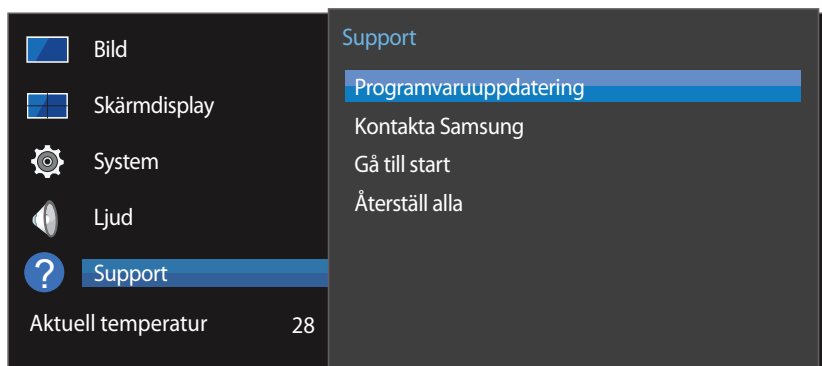 Bild
Skärmdisplay
System
Ljud
?
Support
Aktuell temperatur 28
Support
Programvaruuppdatering
Kontakta Samsung
Gå till start
Återställ alla